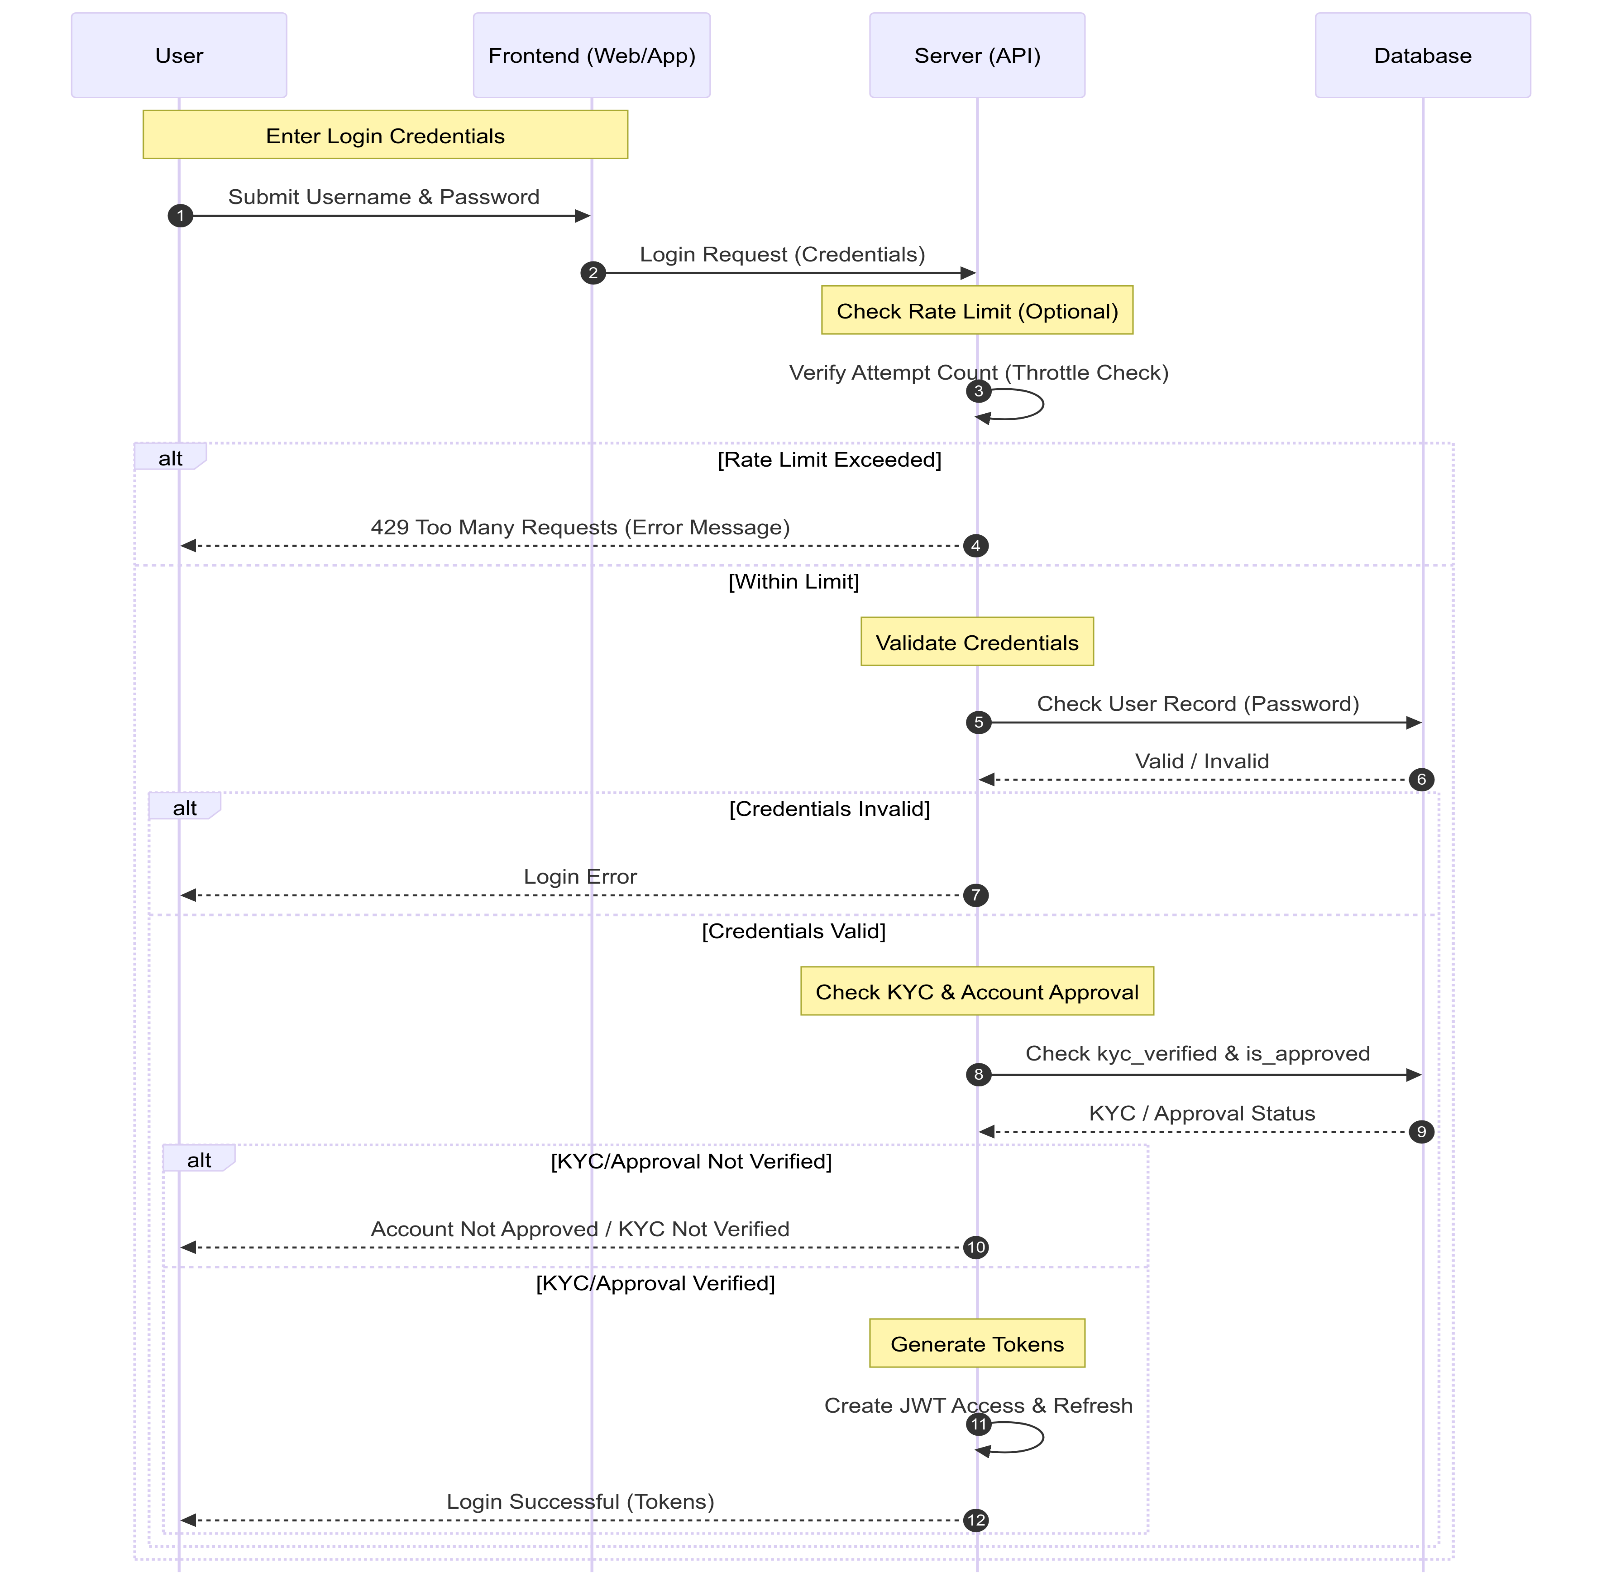 User
Frontend (Web/App)
Server (API)
Database
Enter Login Credentials
Submit Username & Password
1
Login Request (Credentials)
2
Check Rate Limit (Optional)
Verify Attempt Count (Throttle Check)
3
alt
[Rate Limit Exceeded]
429 Too Many Requests (Error Message)
4
[Within Limit]
Validate Credentials
Check User Record (Password)
5
Valid / Invalid
6
alt
[Credentials Invalid]
Login Error
7
[Credentials Valid]
Check KYC & Account Approval
Check kyc_verified & is_approved
8
KYC / Approval Status
9
alt
[KYC/Approval Not Verified]
Account Not Approved / KYC Not Verified
10
[KYC/Approval Verified]
Generate Tokens
Create JWT Access & Refresh
11
Login Successful (Tokens)
12